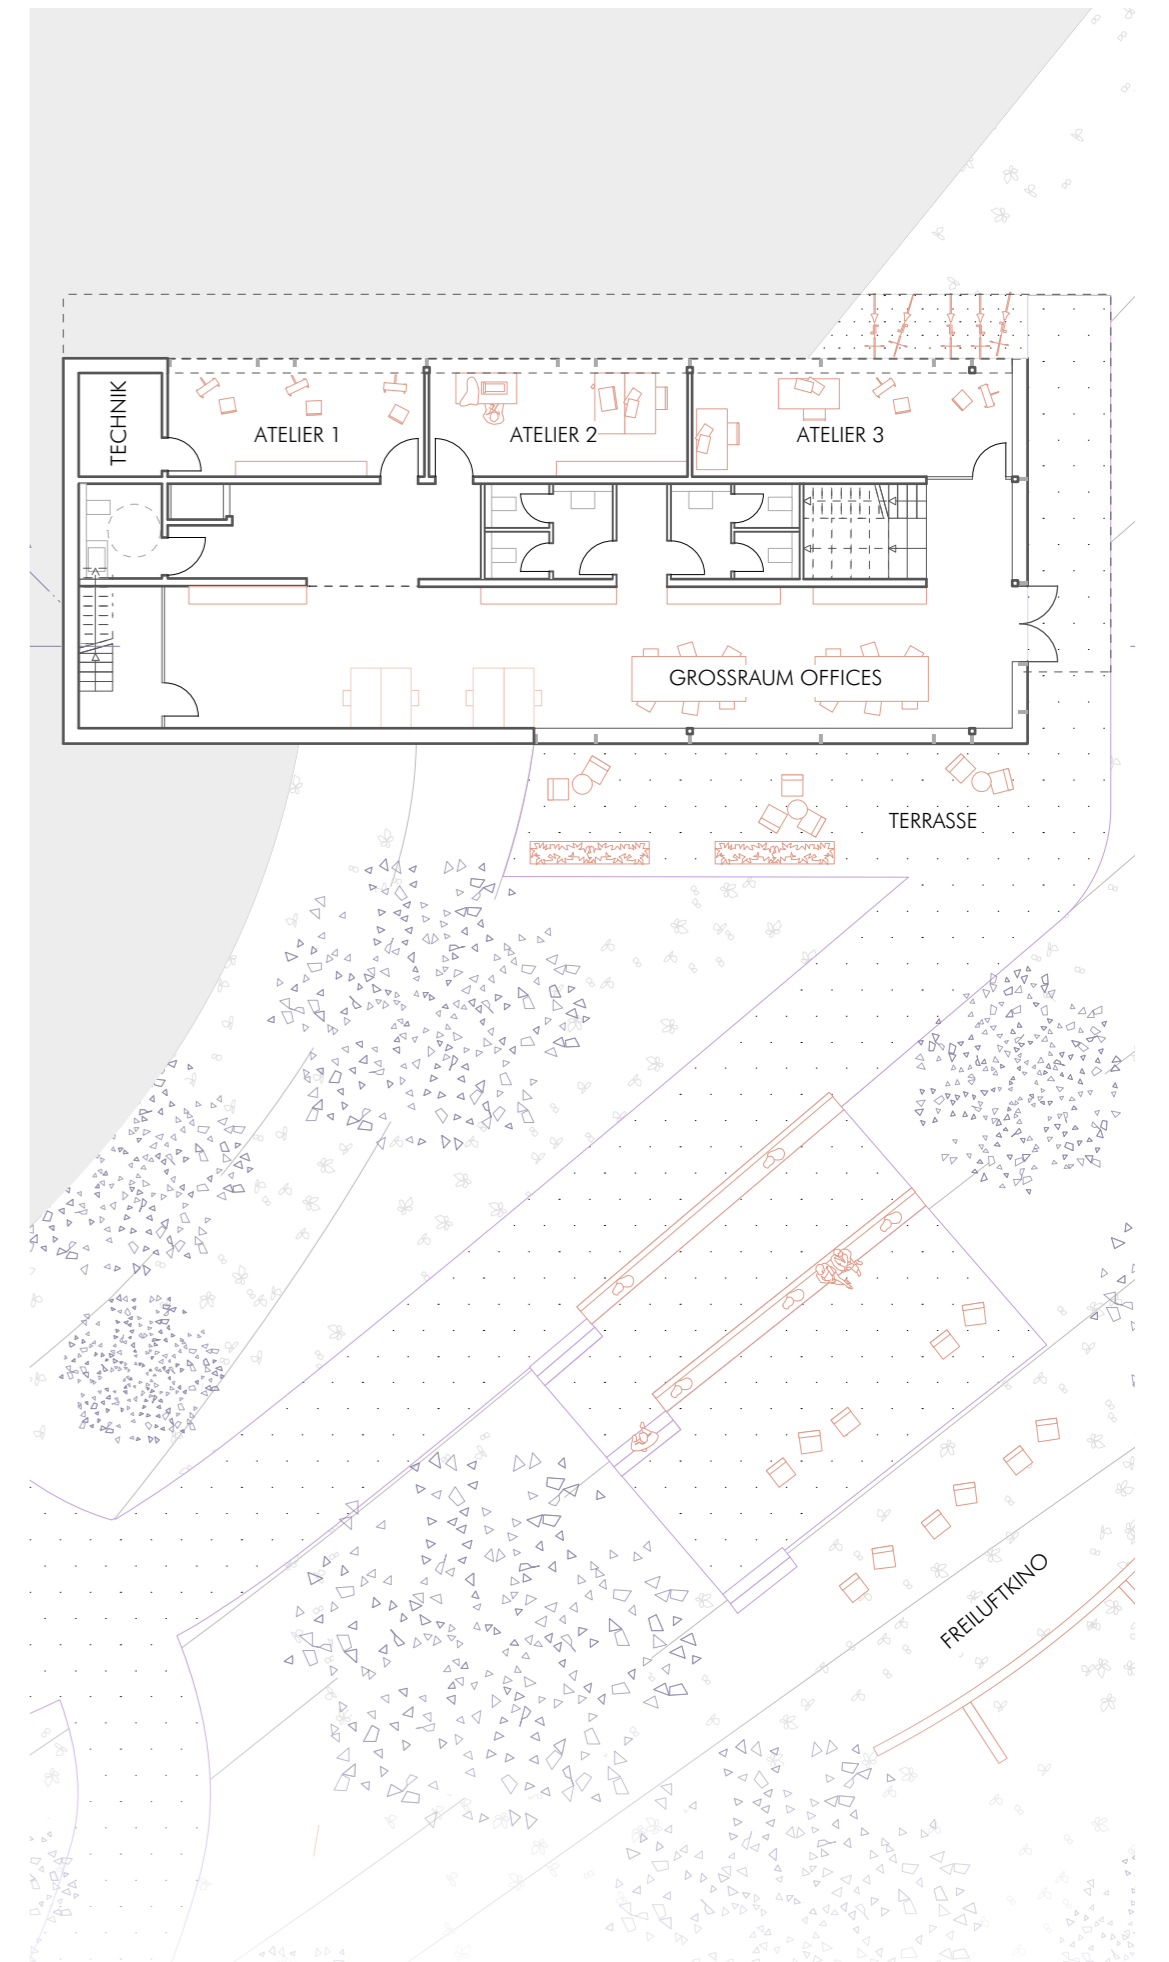 TECHNIK
ATELIER 1
ATELIER 2
ATELIER 3
GROSSRAUM OFFICES
TERRASSE
FREILUFTKINO